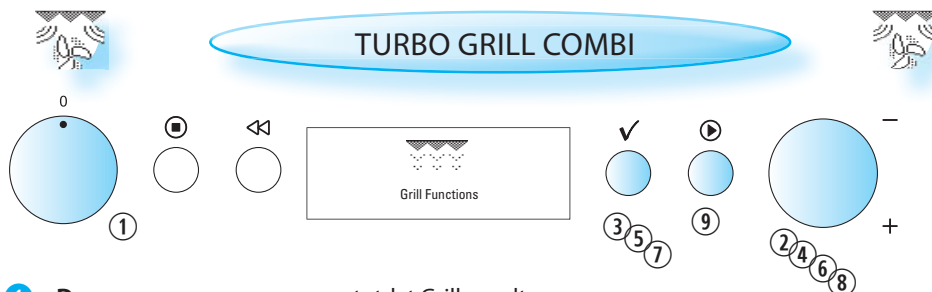 TURBO GRILL COMBI
0
−
Grill Functions
① ③ ⑤ ⑦ ⑨ ② ④ ⑥ ⑧
+